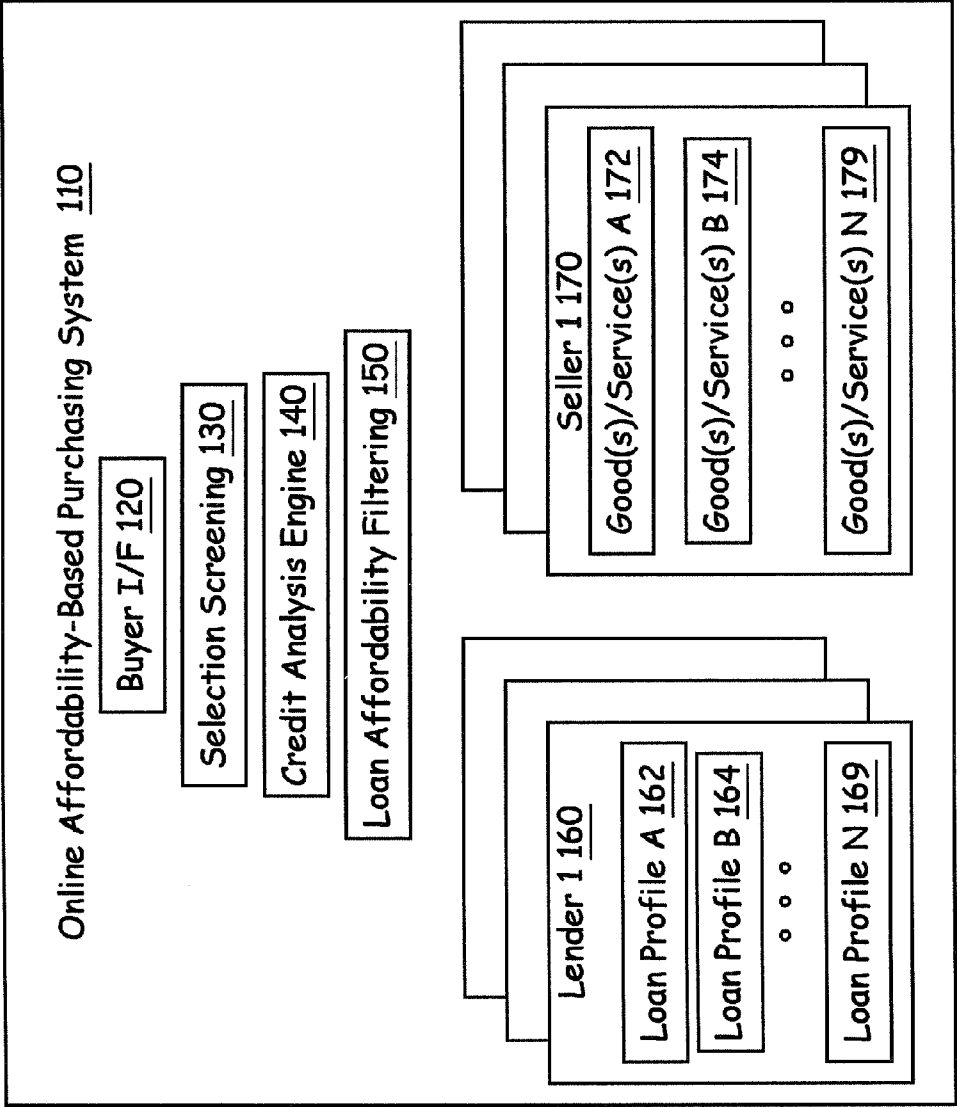 Online Affordability-Based Purchasing System 110
Buyer I/F 120
Selection Screening 130
Credit Analysis Engine 140
Loan Affordability Filtering 150
Lender 1 160
Loan Profile A 162
Loan Profile B 164
Loan Profile N 169
Seller 1 170
Good(s)/Service(s) A 172
Good(s)/Service(s) B 174
Good(s)/Service(s) N 179